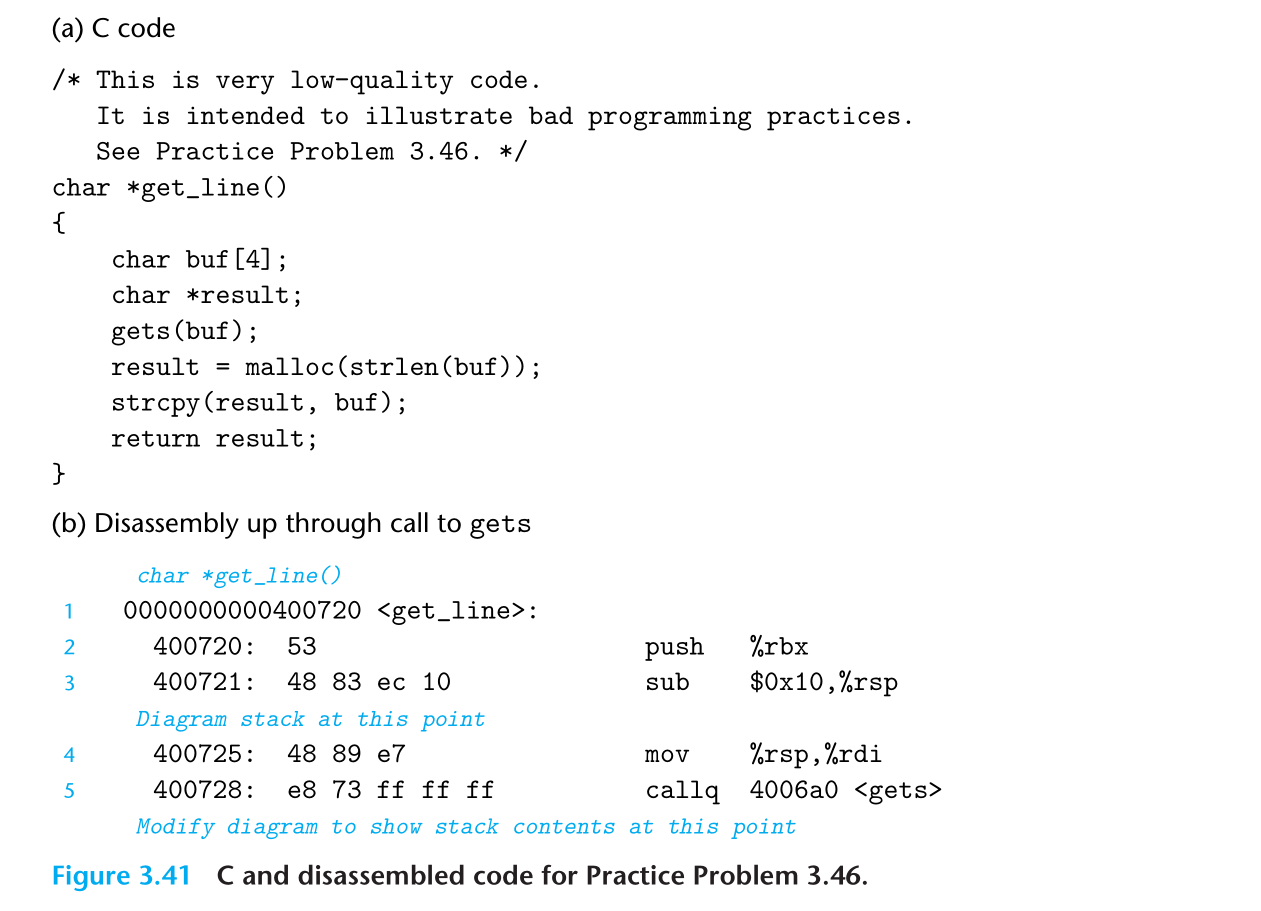 (a) C code
/* This is very low-quality code.
   It is intended to illustrate bad programming practices.
   See Practice Problem 3.46. */
char *get_line()
{
    char buf[4];
    char *result;
    gets(buf);
    result = malloc(strlen(buf));
    strcpy(result, buf);
    return result;
}
(b) Disassembly up through call to gets
char *get_line()
1 0000000000400720 <get_line>:
2 400720: 53 push %rbx
3 400721: 48 83 ec 10 sub $0x10,%rsp
Diagram stack at this point
4 400725: 48 89 e7 mov %rsp,%rdi
5 400728: e8 73 ff ff ff callq 4006a0 <gets>
Modify diagram to show stack contents at this point
Figure 3.41 C and disassembled code for Practice Problem 3.46.